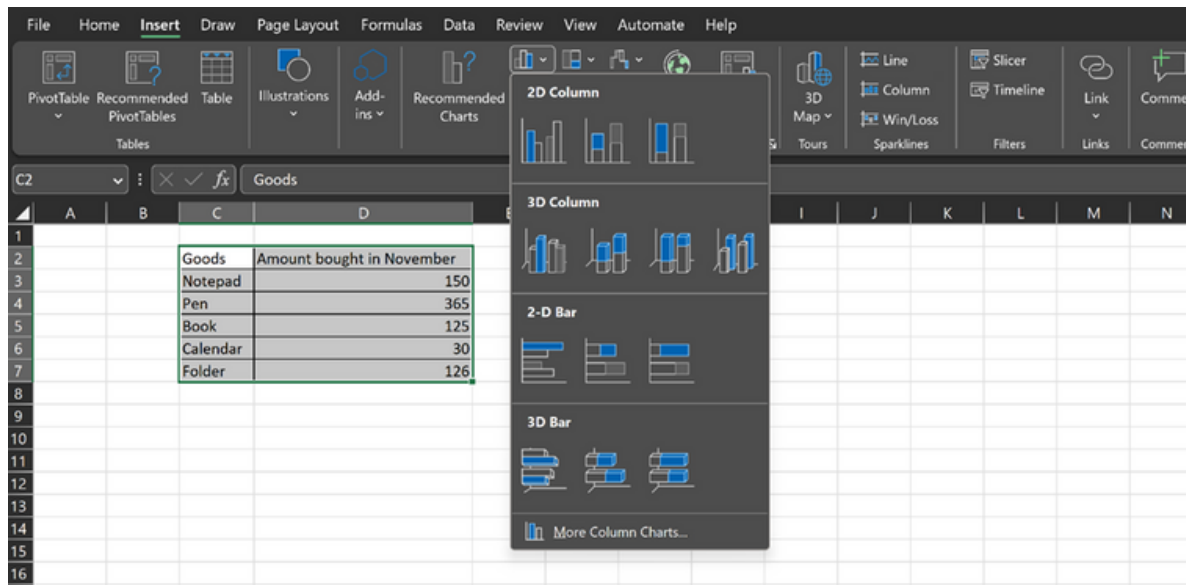 File Home Insert Draw Page Layout Formulas Data Review View Automate Help
PivotTable Recommended PivotTables Table Illustrations Add-ins Recommended Charts 3D Map Line Column Win/Loss Slicer Timeline Link
Tables Tours Sparklines Filters Links
C2 fx Goods
A B C D I J K L M N
1
2 Goods Amount bought in November
3 Notepad 150
4 Pen 365
5 Book 125
6 Calendar 30
7 Folder 126
8
9
10
11
12
13
14
15
16
2D Column
3D Column
2-D Bar
3D Bar
More Column Charts...